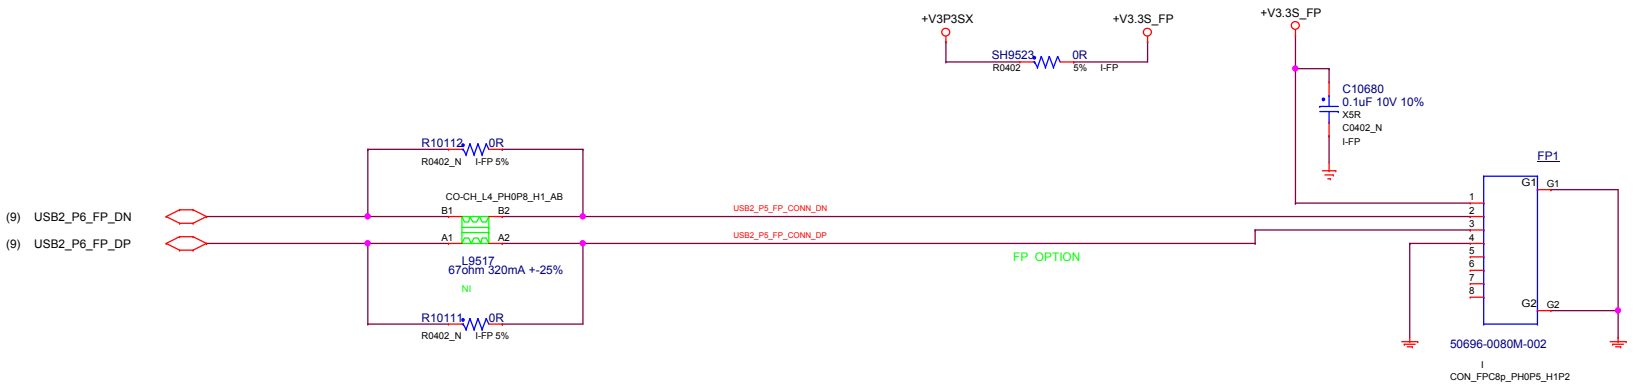 +V3P3SX
+V3.3S_FP
+V3.3S_FP
SH9523 0R
R0402 5% I-FP
C10680
0.1uF 10V 10%
X5R
C0402_N
I-FP
R10112 0R
R0402_N I-FP 5%
FP1
CO-CH_L4_PH0P8_H1_AB
(9) USB2_P6_FP_DN
B1 B2
USB2_P5_FP_CONN_DN
(9) USB2_P6_FP_DP
A1 A2
USB2_P5_FP_CONN_DP
FP OPTION
L9517
67ohm 320mA +-25%
NI
R10111 0R
R0402_N I-FP 5%
G1 G1
1
2
3
4
5
6
7
8
G2 G2
50696-0080M-002
I
CON_FPC8p_PH0P5_H1P2